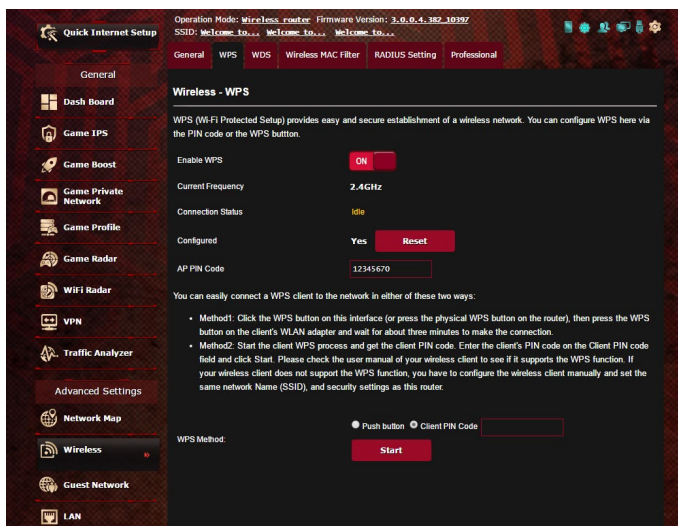 Quick Internet Setup
Operation Mode: Wireless router Firmware Version: 3.0.0.4.382_10397
SSID: Welcome to... Welcome to... Welcome to...
General WPS WDS Wireless MAC Filter RADIUS Setting Professional
General
Dash Board
Game IPS
Game Boost
Game Private
Network
Game Profile
Game Radar
WiFi Radar
VPN
Traffic Analyzer
Advanced Settings
Network Map
Wireless
Guest Network
LAN
Wireless - WPS
WPS (Wi-Fi Protected Setup) provides easy and secure establishment of a wireless network. You can configure WPS here via
the PIN code or the WPS buttton.
Enable WPS ON
Current Frequency 2.4GHz
Connection Status Idle
Configured Yes Reset
AP PIN Code 12345670
You can easily connect a WPS client to the network in either of these two ways:
• Method1: Click the WPS button on this interface (or press the physical WPS button on the router), then press the WPS
button on the client's WLAN adapter and wait for about three minutes to make the connection.
• Method2: Start the client WPS process and get the client PIN code. Enter the client's PIN code on the Client PIN code
field and click Start. Please check the user manual of your wireless client to see if it supports the WPS function. If
your wireless client does not support the WPS function, you have to configure the wireless client manually and set the
same network Name (SSID), and security settings as this router.
WPS Method: Push button Client PIN Code
Start